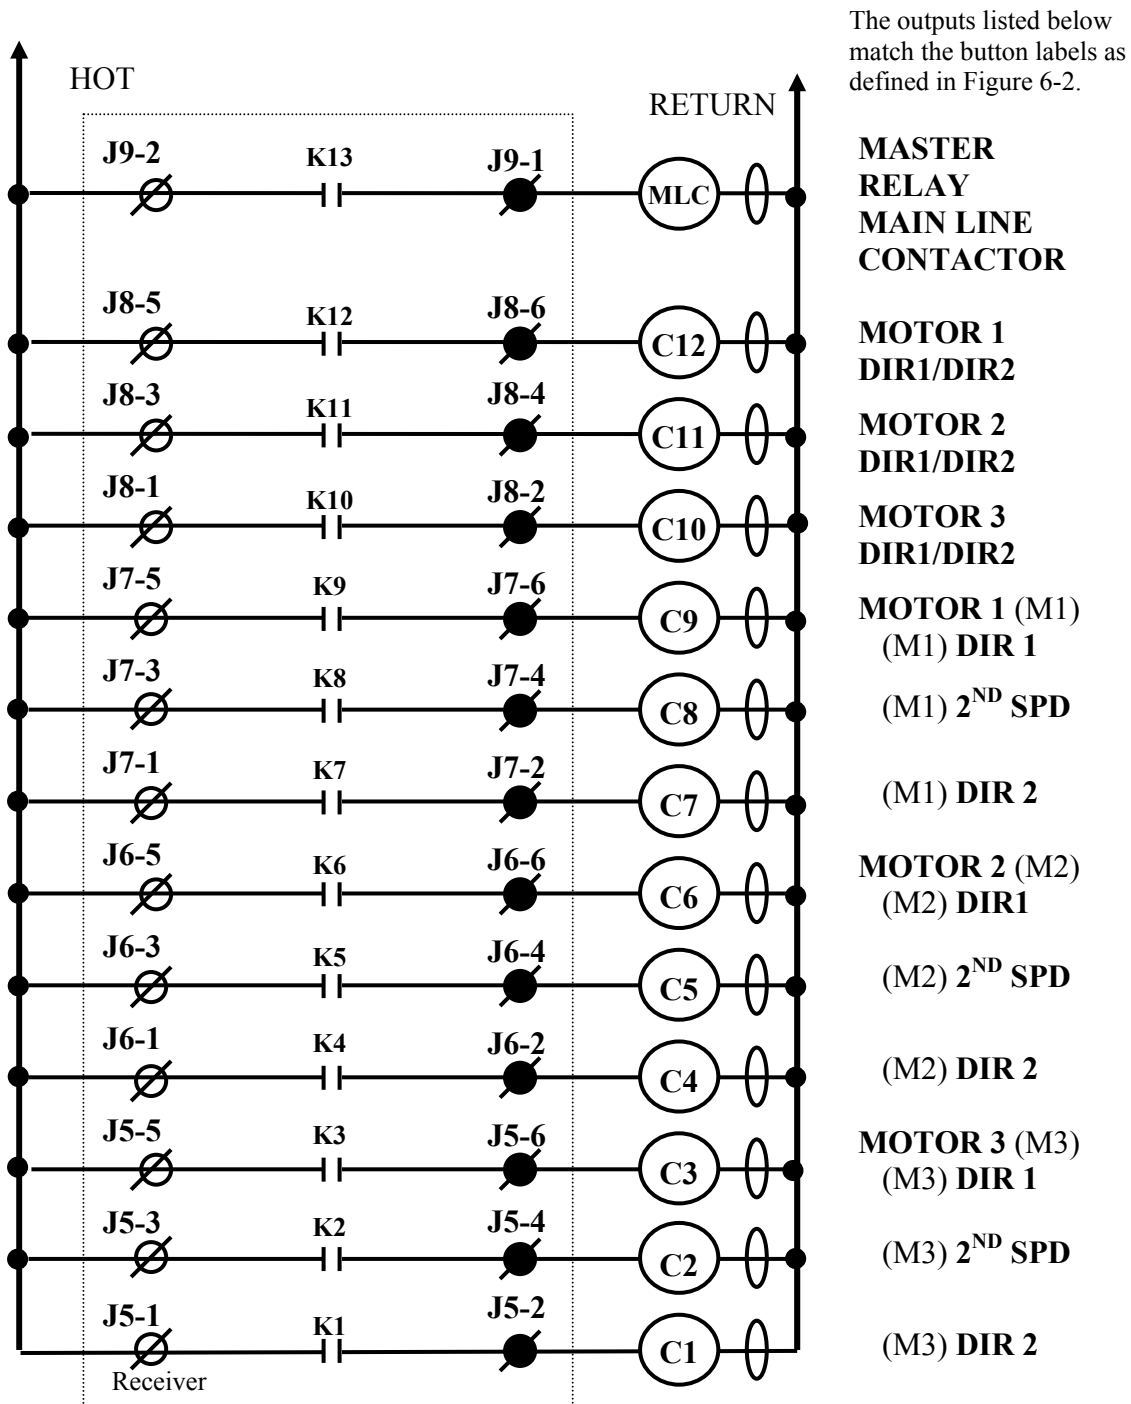 The outputs listed below
match the button labels as
defined in Figure 6-2.
HOT
RETURN
J9-2 K13 J9-1 MLC
MASTER
RELAY
MAIN LINE
CONTACTOR
J8-5 K12 J8-6 C12
MOTOR 1
DIR1/DIR2
J8-3 K11 J8-4 C11
MOTOR 2
DIR1/DIR2
J8-1 K10 J8-2 C10
MOTOR 3
DIR1/DIR2
J7-5 K9 J7-6 C9
MOTOR 1 (M1)
(M1) DIR 1
J7-3 K8 J7-4 C8
(M1) 2ND SPD
J7-1 K7 J7-2 C7
(M1) DIR 2
J6-5 K6 J6-6 C6
MOTOR 2 (M2)
(M2) DIR1
J6-3 K5 J6-4 C5
(M2) 2ND SPD
J6-1 K4 J6-2 C4
(M2) DIR 2
J5-5 K3 J5-6 C3
MOTOR 3 (M3)
(M3) DIR 1
J5-3 K2 J5-4 C2
(M3) 2ND SPD
J5-1 K1 J5-2 C1
(M3) DIR 2
Receiver